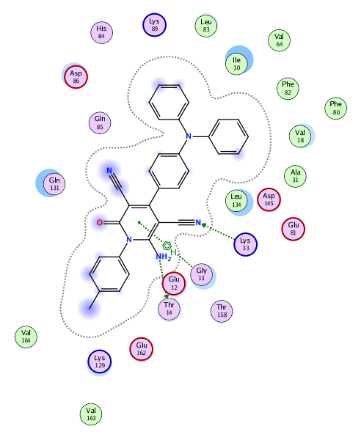 His
84
Lys
89
Leu
83
Val
64
Ile
10
Asp
86
Phe
82
Phe
80
Gln
85
Val
18
N
Ala
31
Gln
131
N
Leu
134
Asp
145
N
Glu
81
O
N
Lys
33
H
NH2
Glu
12
Gly
13
Thr
14
Thr
158
Val
164
Glu
162
Lys
129
Val
163